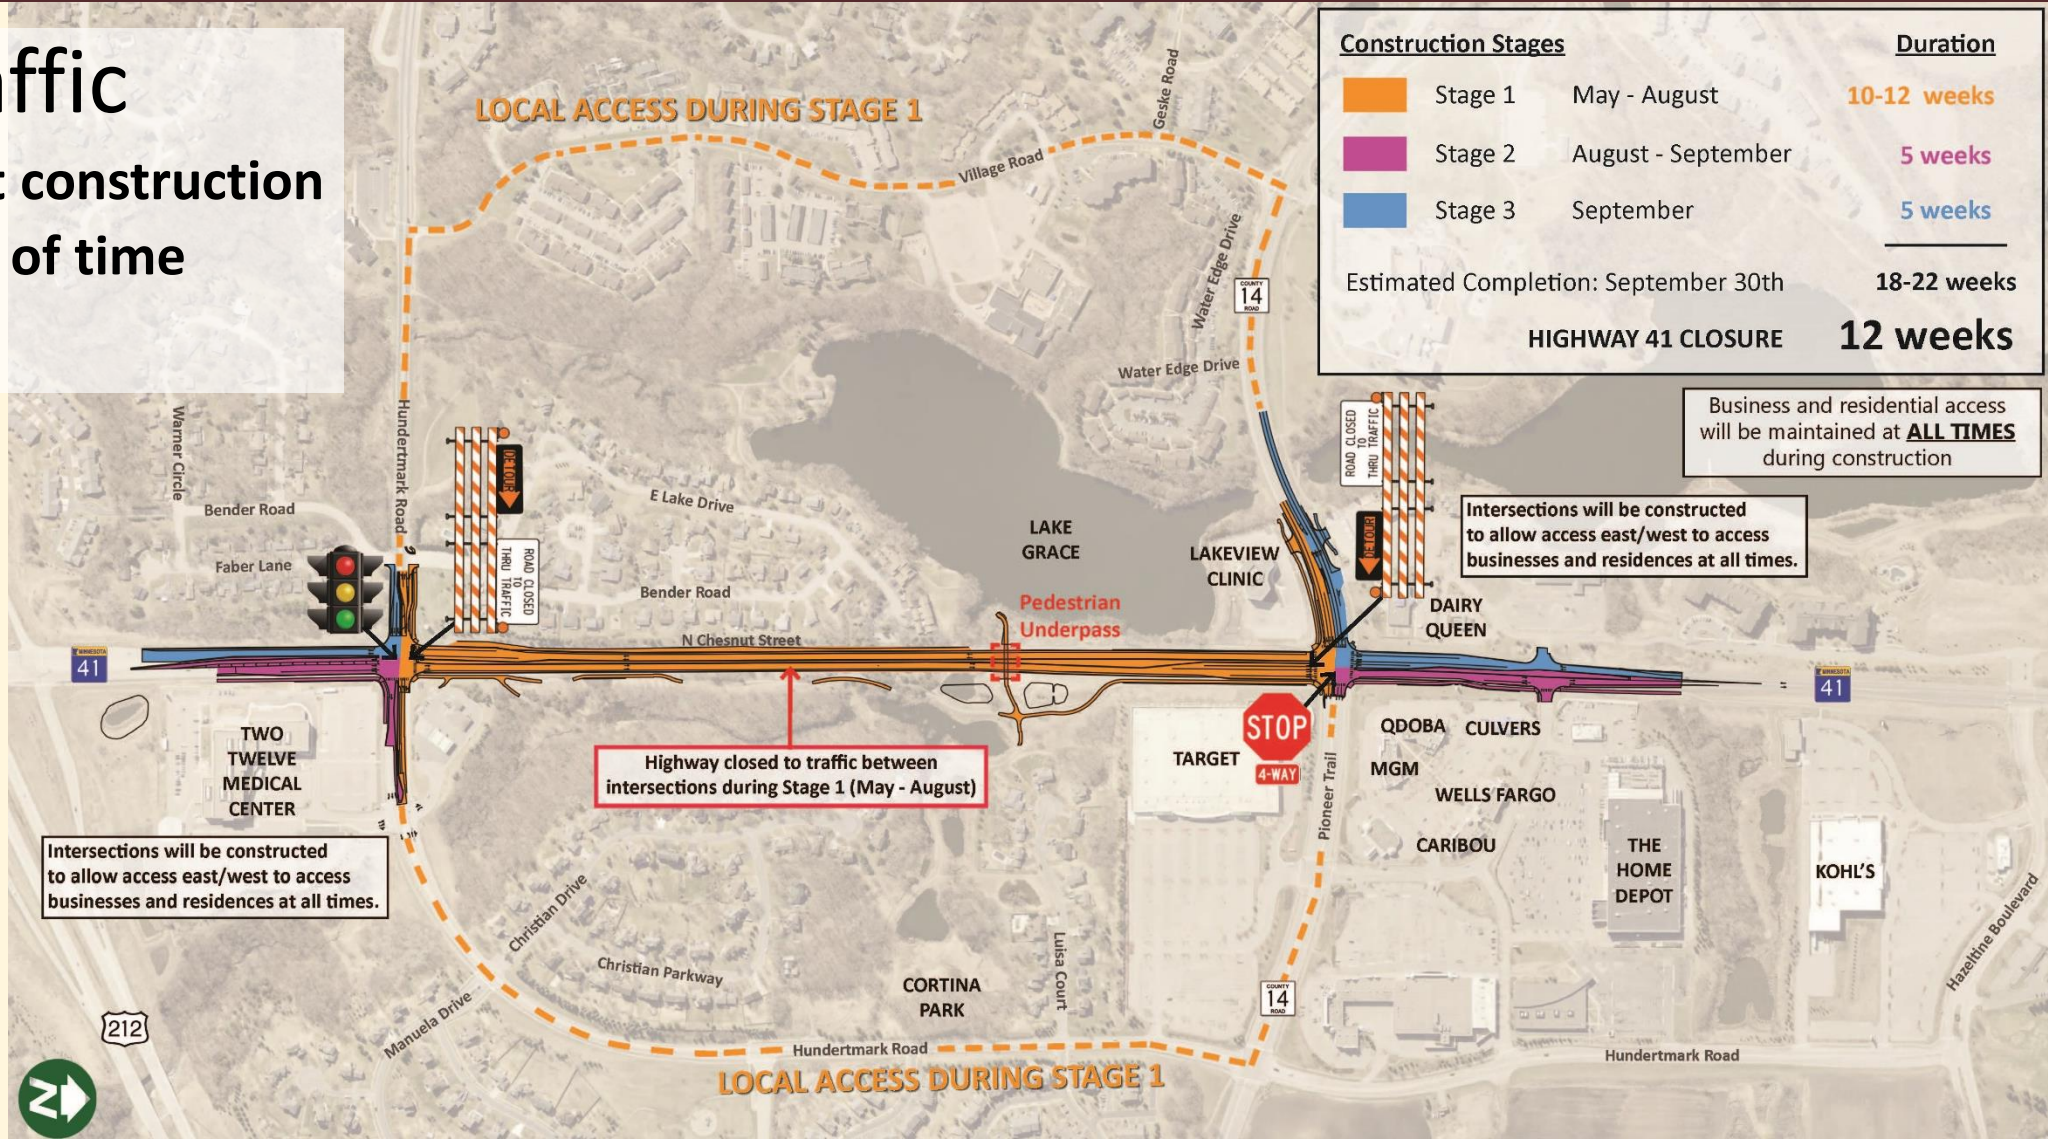 affic
t construction
of time
Construction Stages Duration
Stage 1 May - August 10-12 weeks
Stage 2 August - September 5 weeks
Stage 3 September 5 weeks
Estimated Completion: September 30th 18-22 weeks
HIGHWAY 41 CLOSURE 12 weeks
Business and residential access
will be maintained at ALL TIMES
during construction
LOCAL ACCESS DURING STAGE 1
Geske Road
Village Road
Water Edge Drive
COUNTY
14
ROAD
Water Edge Drive
Warner Circle
Hundertmark Road
Bender Road
Faber Lane
DETOUR
ROAD CLOSED
TO
THRU TRAFFIC
E Lake Drive
Bender Road
N Chesnut Street
LAKE
GRACE
LAKEVIEW
CLINIC
Pedestrian
Underpass
ROAD CLOSED
TO
THRU TRAFFIC
DETOUR
Intersections will be constructed
to allow access east/west to access
businesses and residences at all times.
DAIRY
QUEEN
MINNESOTA
41
MINNESOTA
41
TWO
TWELVE
MEDICAL
CENTER
Highway closed to traffic between
intersections during Stage 1 (May - August)
TARGET
STOP
4-WAY
Pioneer Trail
QDOBA
CULVERS
MGM
WELLS FARGO
CARIBOU
THE
HOME
DEPOT
KOHL'S
Hazeltine Boulevard
Intersections will be constructed
to allow access east/west to access
businesses and residences at all times.
Christian Drive
Christian Parkway
Manuela Drive
CORTINA
PARK
Luisa Court
COUNTY
14
ROAD
212
Hundertmark Road
Hundertmark Road
LOCAL ACCESS DURING STAGE 1
N